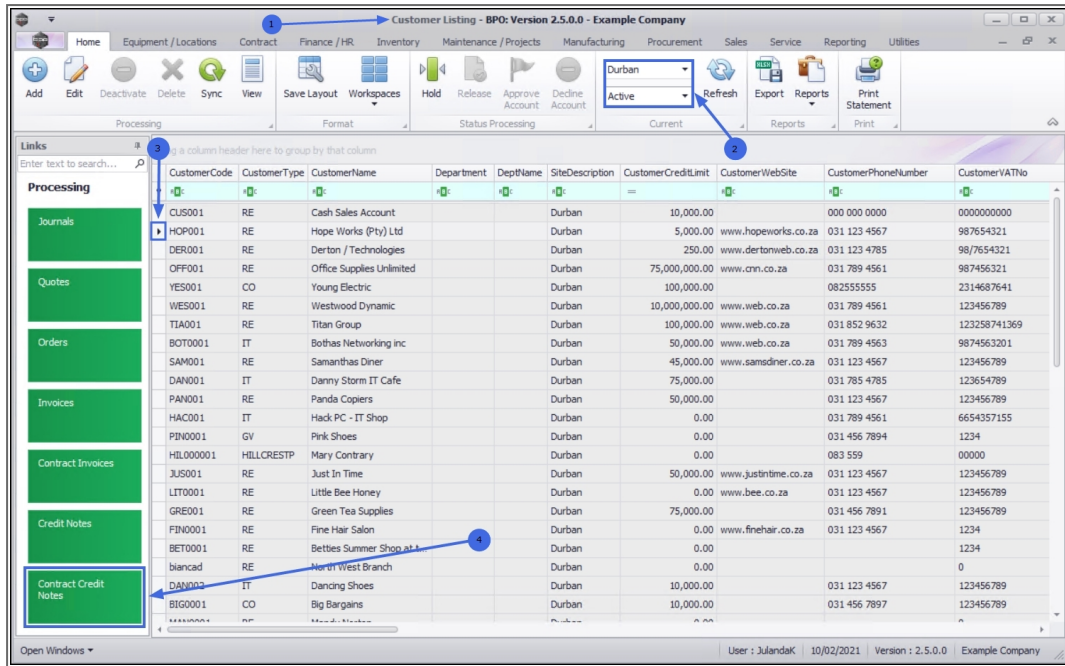 1
Customer Listing - BPO: Version 2.5.0.0 - Example Company
Home Equipment / Locations Contract Finance / HR Inventory Maintenance / Projects Manufacturing Procurement Sales Service Reporting Utilities
Add Edit Deactivate Delete Sync View Save Layout Workspaces Hold Release Approve Account Decline Account Durban Active Refresh Export Reports Print Statement
Processing Format Status Processing Current Reports Print
2
Links
3
g a column header here to group by that column
Enter text to search...
CustomerCode CustomerType CustomerName Department DeptName SiteDescription CustomerCreditLimit CustomerWebSite CustomerPhoneNumber CustomerVATNo
Processing
=
CUS001 RE Cash Sales Account Durban 10,000.00 000 000 0000 0000000000
Journals
HOP001 RE Hope Works (Pty) Ltd Durban 5,000.00 www.hopeworks.co.za 031 123 4567 987654321
DER001 RE Derton / Technologies Durban 250.00 www.dertonweb.co.za 031 123 4785 98/7654321
OFF001 RE Office Supplies Unlimited Durban 75,000,000.00 www.cnn.co.za 031 789 4561 987456321
Quotes
YES001 CO Young Electric Durban 100,000.00 082555555 2314687641
WES001 RE Westwood Dynamic Durban 10,000,000.00 www.web.co.za 031 789 4561 123456789
TIA001 RE Titan Group Durban 100,000.00 www.web.co.za 031 852 9632 123258741369
Orders
BOT0001 IT Bothas Networking inc Durban 50,000.00 www.web.co.za 031 789 4563 9874563201
SAM001 RE Samanthas Diner Durban 45,000.00 www.samsdiner.co.za 031 123 4567 123456789
DAN001 IT Danny Storm IT Cafe Durban 75,000.00 031 785 4785 123654789
Invoices
PAN001 RE Panda Copiers Durban 50,000.00 031 123 4567 123456789
HAC001 IT Hack PC - IT Shop Durban 0.00 031 789 4561 6654357155
PIN0001 GV Pink Shoes Durban 0.00 031 456 7894 1234
Contract Invoices
HIL000001 HILLCRESTP Mary Contrary Durban 0.00 083 559 00000
JUS001 RE Just In Time Durban 50,000.00 www.justintime.co.za 031 123 4567 123456789
LIT0001 RE Little Bee Honey Durban 0.00 www.bee.co.za 031 123 4567 123456789
GRE001 RE Green Tea Supplies Durban 75,000.00 031 456 7891 123456789
Credit Notes
FIN0001 RE Fine Hair Salon Durban 0.00 www.finehair.co.za 031 123 4567 1234
BET0001 RE Betties Summer Shop at t... Durban 0.00 1234
4
biancad RE North West Branch Durban 0.00 0
Contract Credit Notes
DAN002 IT Dancing Shoes Durban 10,000.00 031 123 4567 123456789
BIG0001 CO Big Bargains Durban 10,000.00 031 456 7897 123456789
Open Windows User : JulandaK 10/02/2021 Version : 2.5.0.0 Example Company